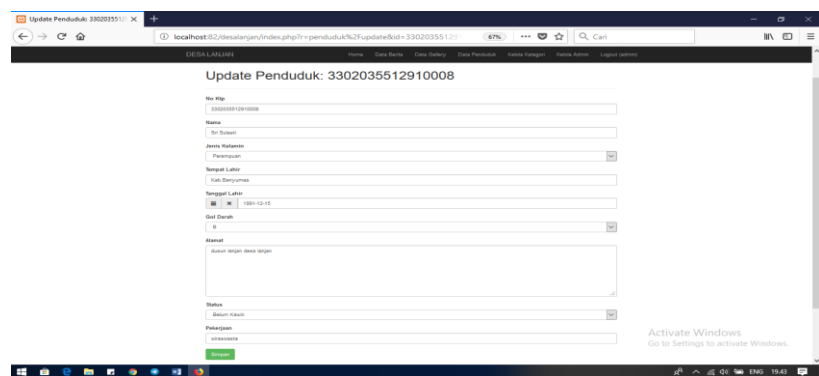 Update Penduduk: 33020355129
localhost:82/desalanjan/index.php?r=penduduk%2Fupdate&id=33020355129
67%
Cari
DESA LANJAN
Home Data Berita Data Gallery Data Penduduk Kelola Kategori Kelola Admin Logout (admin)
Update Penduduk: 3302035512910008
No Ktp
3302035512910008
Nama
Sri Sulastri
Jenis Kelamin
Perempuan
Tempat Lahir
Kab Banyumas
Tanggal Lahir
1991-12-15
Gol Darah
B
Alamat
dusun lanjan desa lanjan
Status
Belum Kawin
Pekerjaan
wiraswasta
Simpan
Activate Windows
Go to Settings to activate Windows.
ENG 19.43